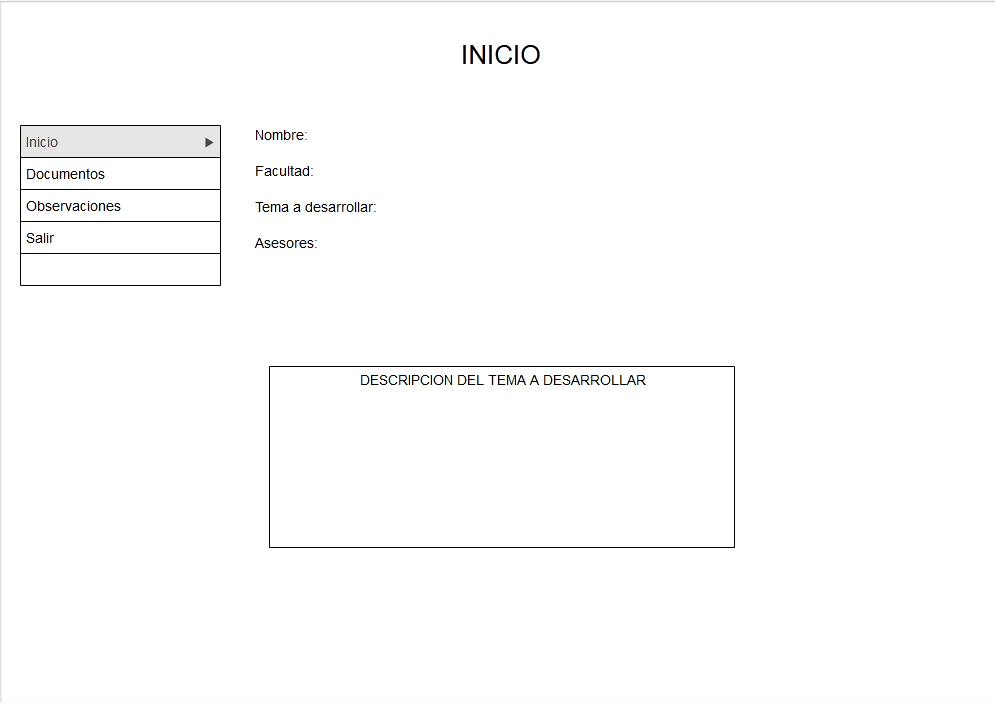 INICIO
Inicio
Documentos
Observaciones
Salir
Nombre:
Facultad:
Tema a desarrollar:
Asesores:
DESCRIPCION DEL TEMA A DESARROLLAR